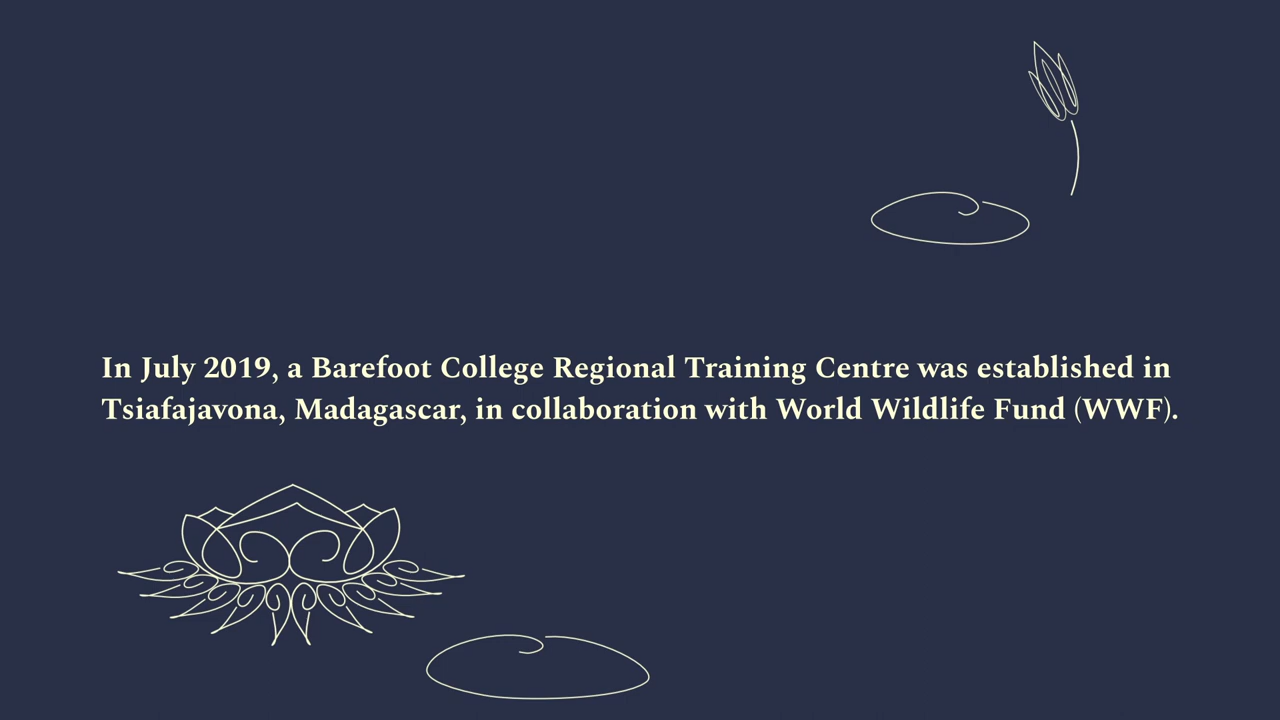 In July 2019, a Barefoot College Regional Training Centre was established in
Tsiafajavona, Madagascar, in collaboration with World Wildlife Fund (WWF).